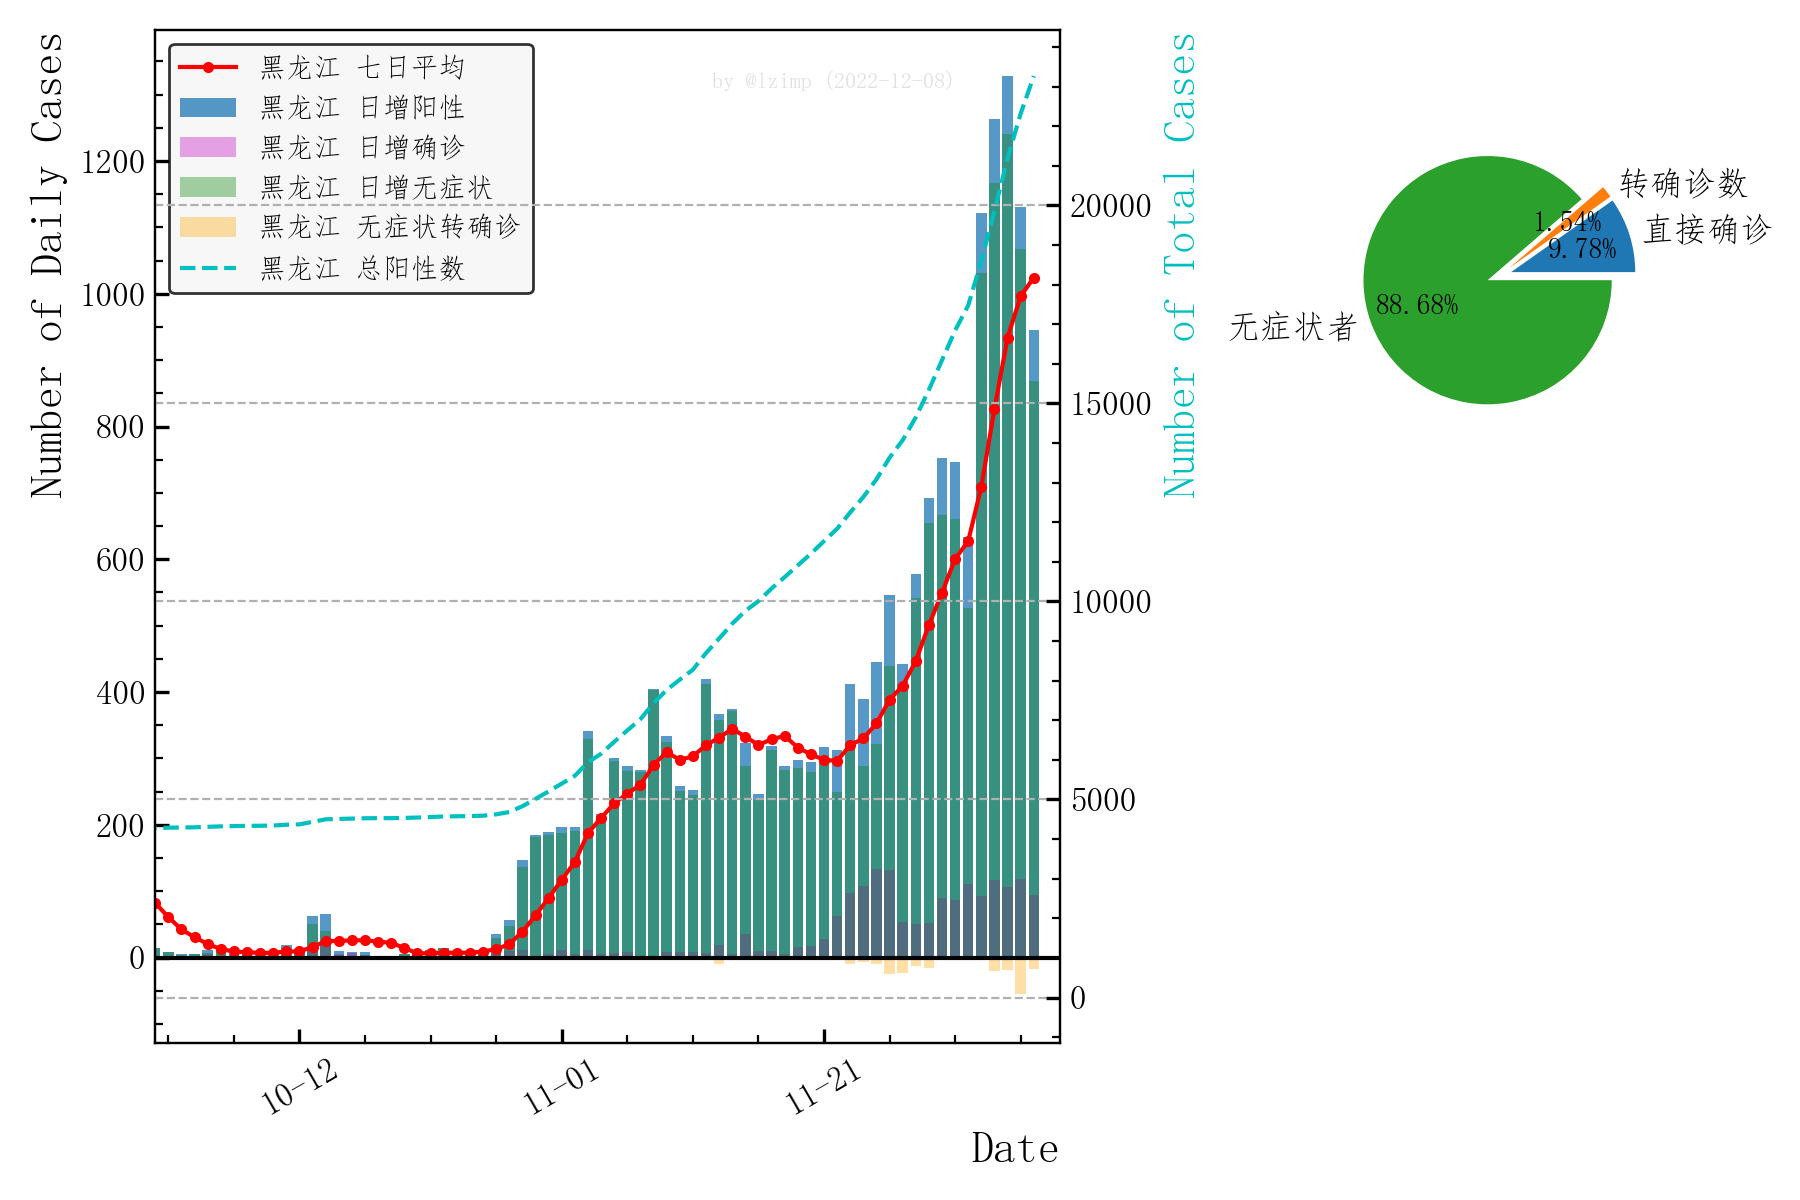 黑龙江 七日平均
黑龙江 日增阳性
黑龙江 日增确诊
黑龙江 日增无症状
黑龙江 无症状转确诊
黑龙江 总阳性数
by @lzimp (2022-12-08)
Number of Daily Cases
1200
1000
800
600
400
200
0
10-12
11-01
11-21
Date
20000
15000
10000
5000
0
Number of Total Cases
转确诊数
1.54%
直接确诊
9.78%
88.68%
无症状者